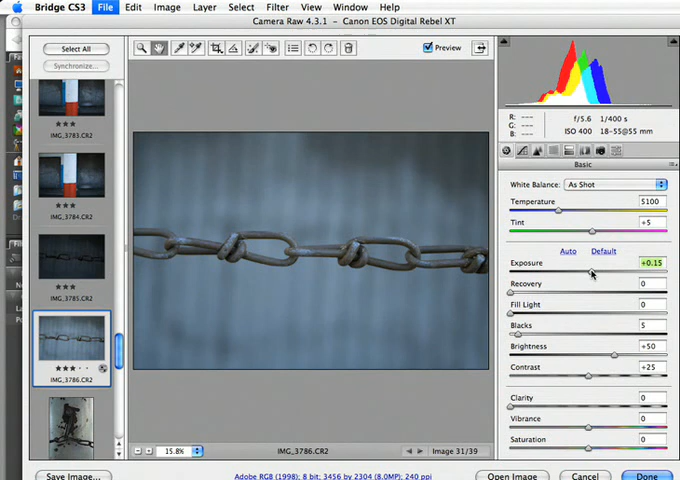 Bridge CS3 File Edit Image Layer Select Filter View Window Help
Camera Raw 4.3.1 - Canon EOS Digital Rebel XT
Select All
Synchronize...
Preview
IMG_3783.CR2
IMG_3784.CR2
IMG_3785.CR2
IMG_3786.CR2
R: ---
G: ---
B: ---
f/5.6 1/400 s
ISO 400 18-55@55 mm
Basic
White Balance: As Shot
Temperature 5100
Tint +5
Auto Default
Exposure +0.15
Recovery 0
Fill Light 0
Blacks 5
Brightness +50
Contrast +25
Clarity 0
Vibrance 0
Saturation 0
15.8% IMG_3786.CR2 Image 31/39
Save Image... Adobe RGB (1998); 8 bit; 3456 by 2304 (8.0MP); 240 ppi Open Image Cancel Done